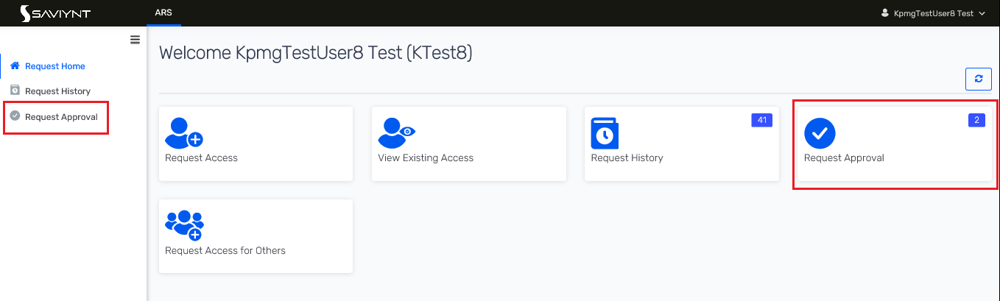 SAVIYNT
ARS
KpmgTestUser8 Test
Request Home
Request History
Request Approval
Welcome KpmgTestUser8 Test (KTest8)
Request Access
View Existing Access
41
Request History
2
Request Approval
Request Access for Others